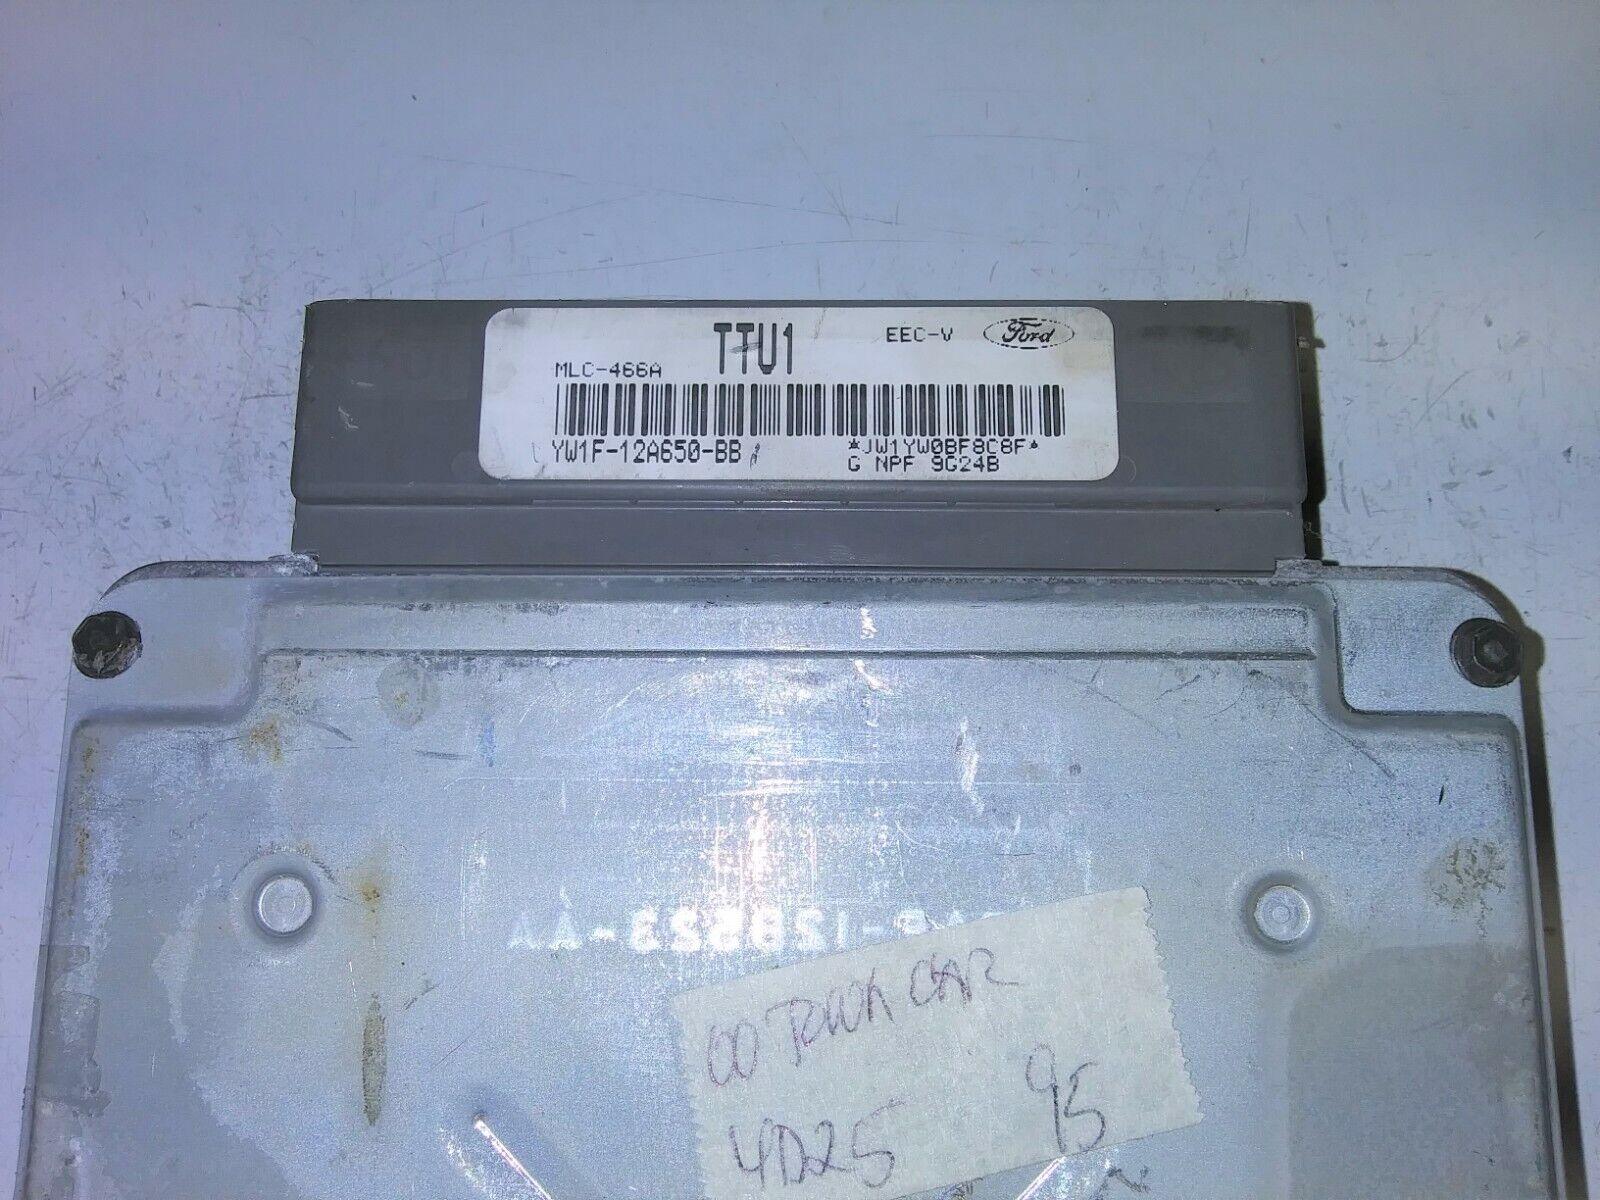 TTU1
EEC-V Ford
MLC-466A
YW1F-12A650-BB
*JW1YW0BF8C8F*
G NPF 9G24B
00 TOWN CAR
95
4D25